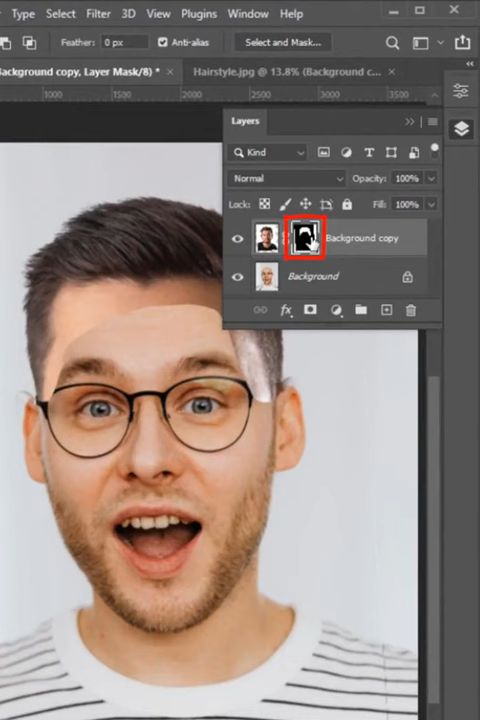 Type Select Filter 3D View Plugins Window Help
Feather: 0 px Anti-alias Select and Mask...
Background copy, Layer Mask/8) * × Hairstyle.jpg @ 13.8% (Background c... ×
1000 1500 2000 2500 3000 3500
Layers
Kind
Normal Opacity: 100%
Lock: Fill: 100%
Background copy
Background
fx